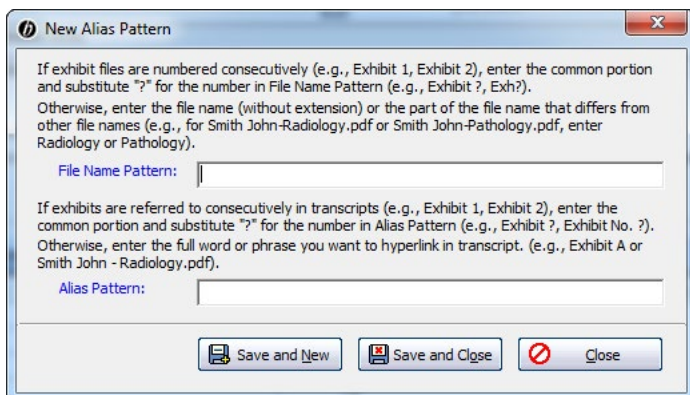 New Alias Pattern
If exhibit files are numbered consecutively (e.g., Exhibit 1, Exhibit 2), enter the common portion
and substitute "?" for the number in File Name Pattern (e.g., Exhibit ?, Exh?).
Otherwise, enter the file name (without extension) or the part of the file name that differs from
other file names (e.g., for Smith John-Radiology.pdf or Smith John-Pathology.pdf, enter
Radiology or Pathology).
File Name Pattern:
If exhibits are referred to consecutively in transcripts (e.g., Exhibit 1, Exhibit 2), enter the
common portion and substitute "?" for the number in Alias Pattern (e.g., Exhibit ?, Exhibit No. ?).
Otherwise, enter the full word or phrase you want to hyperlink in transcript. (e.g., Exhibit A or
Smith John - Radiology.pdf).
Alias Pattern:
Save and New Save and Close Close